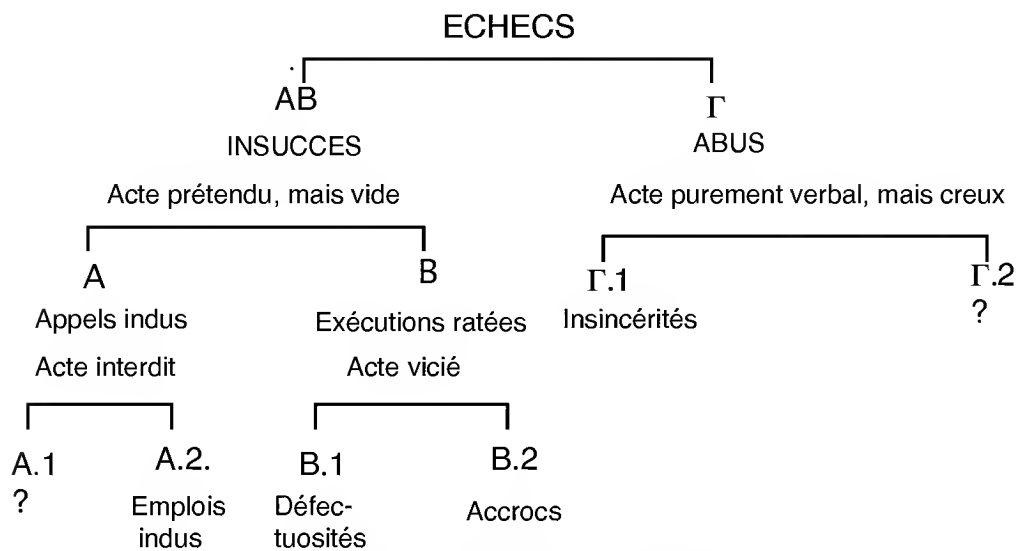 ECHECS
AB Γ
INSUCCES ABUS
Acte prétendu, mais vide Acte purement verbal, mais creux
A B Γ.1 Γ.2
Appels indus Exécutions ratées Insincérités ?
Acte interdit Acte vicié
A.1 A.2. B.1 B.2
? Emplois Défec- Accrocs
indus tuosités